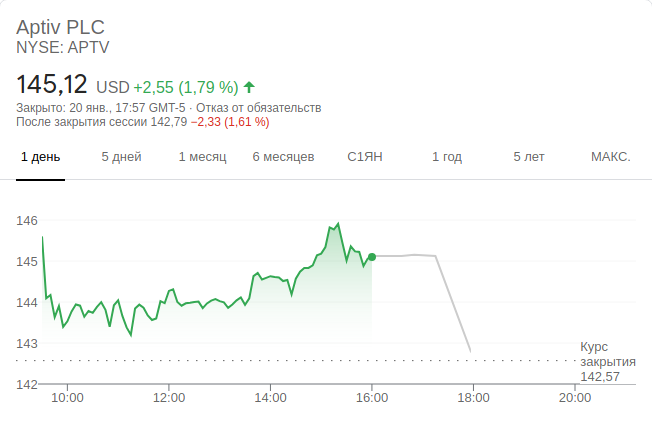 Aptiv PLC
NYSE: APTV
145,12 USD +2,55 (1,79 %)
Закрыто: 20 янв., 17:57 GMT-5 · Отказ от обязательств
После закрытия сессии 142,79 −2,33 (1,61 %)
1 день 5 дней 1 месяц 6 месяцев С1ЯН 1 год 5 лет МАКС.
146
145
144
143
Курс
закрытия
142,57
142
10:00 12:00 14:00 16:00 18:00 20:00